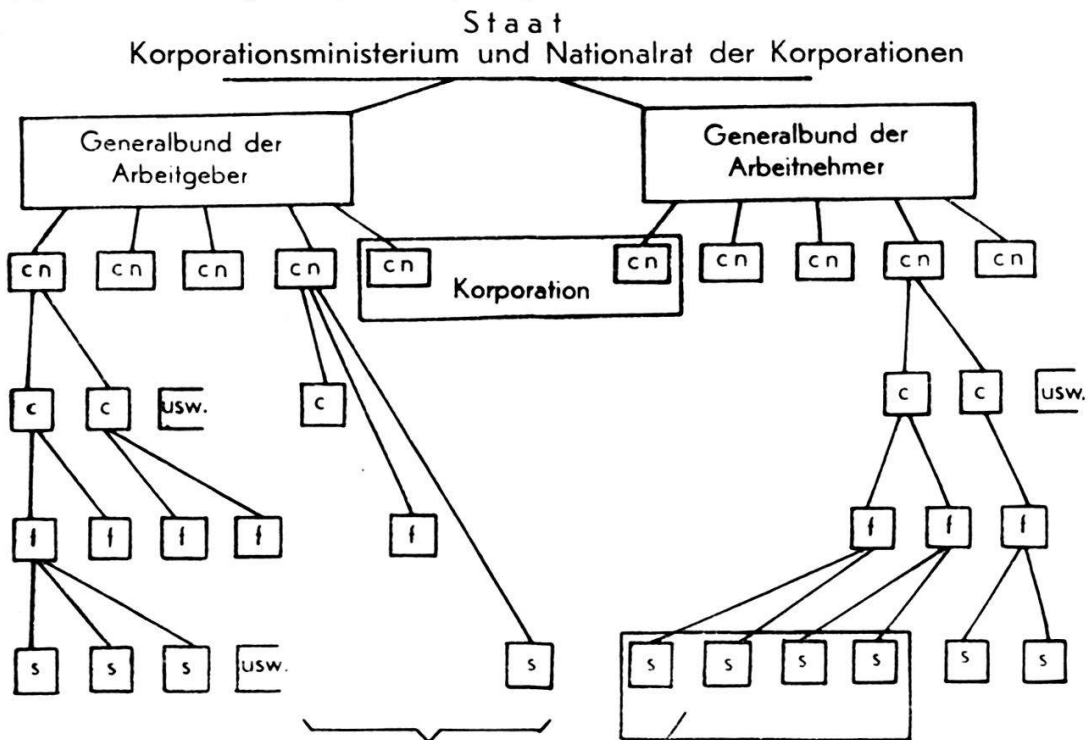 Staat
Korporationsministerium und Nationalrat der Korporationen
Generalbund der
Arbeitgeber
Generalbund der
Arbeitnehmer
cn cn cn cn cn cn cn cn cn cn
Korporation
c c usw. c c c usw.
f f f f f f f f
s s s usw. s s s s s s s